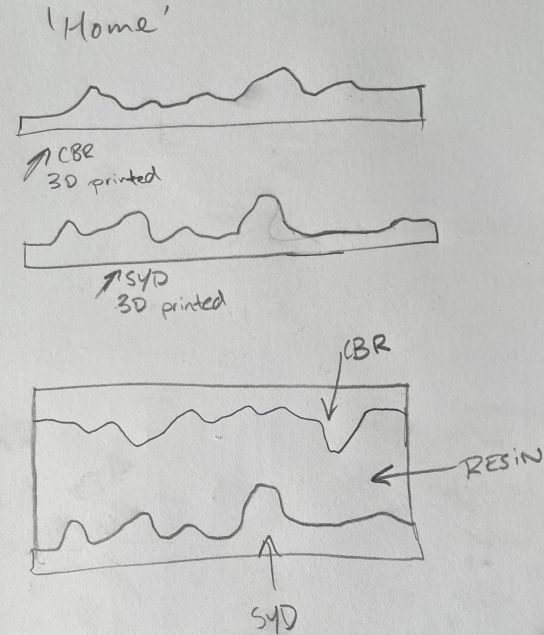 'Home'
CBR
3D printed
SYD
3D printed
CBR
RESIN
SYD